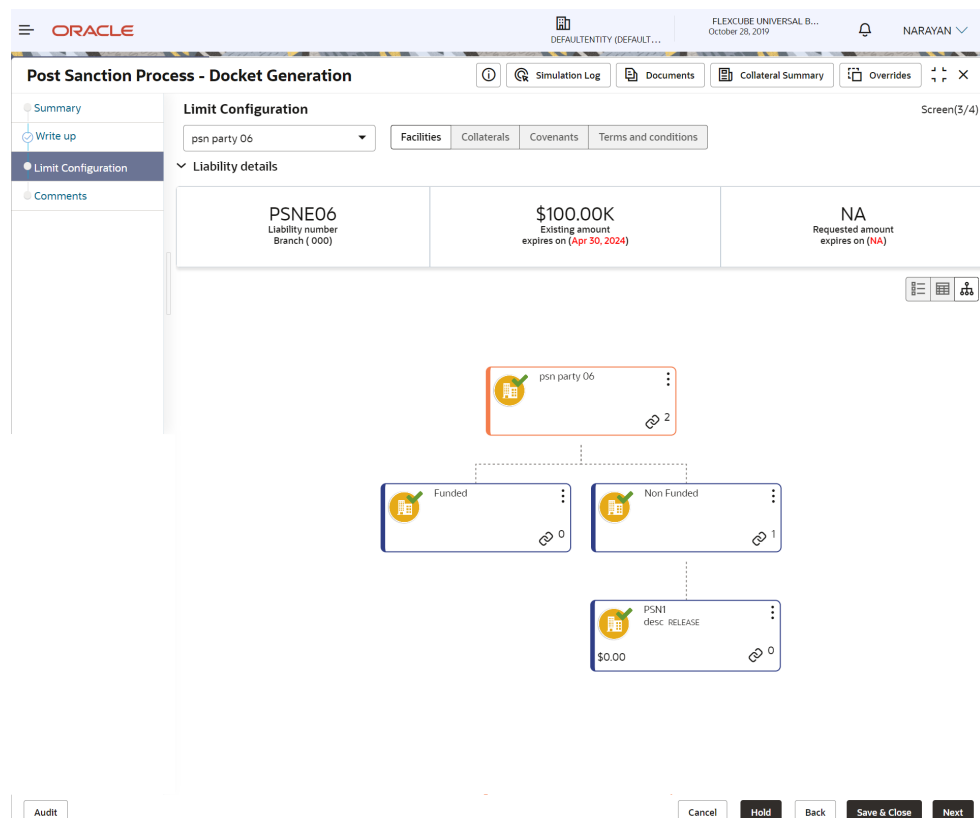 ORACLE
DEFAULTENTITY (DEFAULT...
FLEXCUBE UNIVERSAL B...
October 28, 2019
NARAYAN
Post Sanction Process - Docket Generation
Simulation Log
Documents
Collateral Summary
Overrides
Summary
Write up
Limit Configuration
Comments
Limit Configuration
Screen(3/4)
psn party 06
Facilities
Collaterals
Covenants
Terms and conditions
Liability details
PSNE06
Liability number
Branch ( 000)
$100.00K
Existing amount
expires on (Apr 30, 2024)
NA
Requested amount
expires on (NA)
psn party 06
2
Funded
0
Non Funded
1
PSN1
desc RELEASE
$0.00
0
Audit
Cancel
Hold
Back
Save & Close
Next